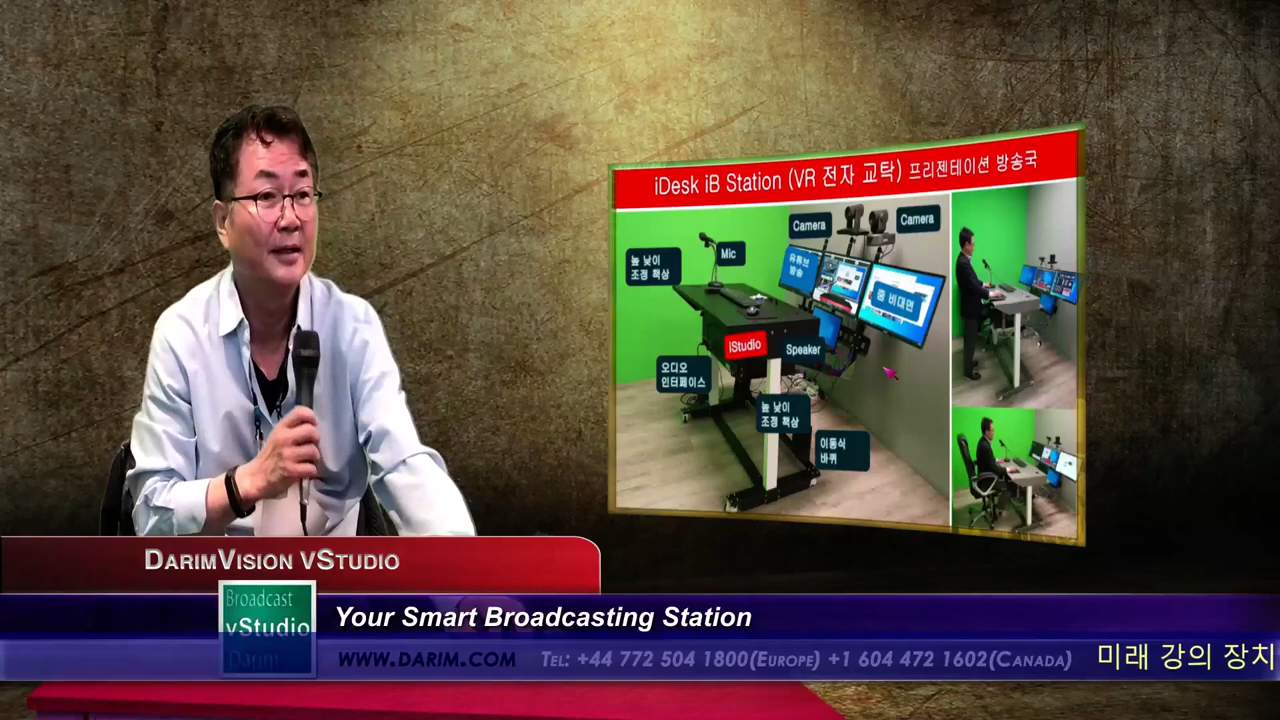 iDesk iB Station (VR 전자 교탁) 프리젠테이션 방송국
Camera
Camera
Mic
높 낮이
조정 책상
유튜브
방송
줌 비대면
iStudio
Speaker
오디오
인터페이스
높 낮이
조정 책상
이동식
바퀴
DarimVision vStudio
Broadcast
vStudio
Darim
Your Smart Broadcasting Station
WWW.DARIM.COM
Tel: +44 772 504 1800(Europe) +1 604 472 1602(Canada)
미래 강의 장치